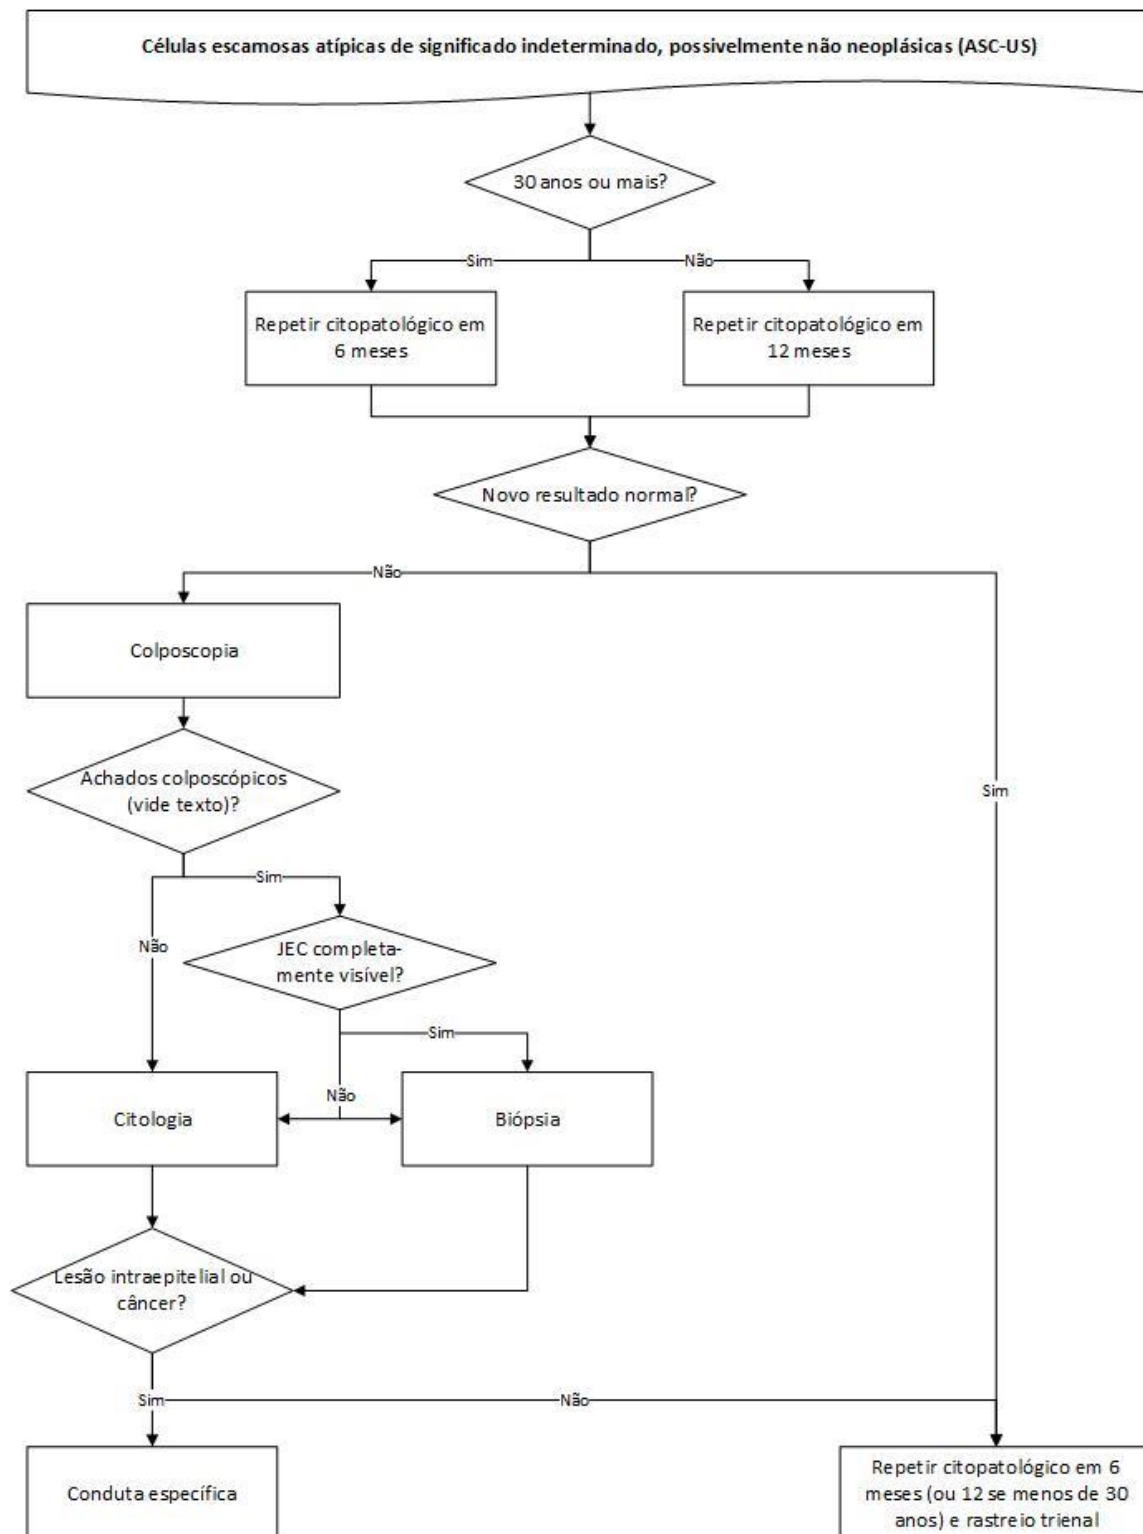 Células escamosas atípicas de significado indeterminado, possivelmente não neoplásicas (ASC-US)
30 anos ou mais?
Sim
Não
Repetir citopatológico em
6 meses
Repetir citopatológico em
12 meses
Novo resultado normal?
Não
Colposcopia
Achados colposcópicos
(vide texto)?
Sim
Sim
Não
JEC completa-
mente visível?
Sim
Não
Citologia
Biópsia
Lesão intraepitelial ou
câncer?
Sim
Não
Conduta específica
Repetir citopatológico em 6
meses (ou 12 se menos de 30
anos) e rastreio trienal